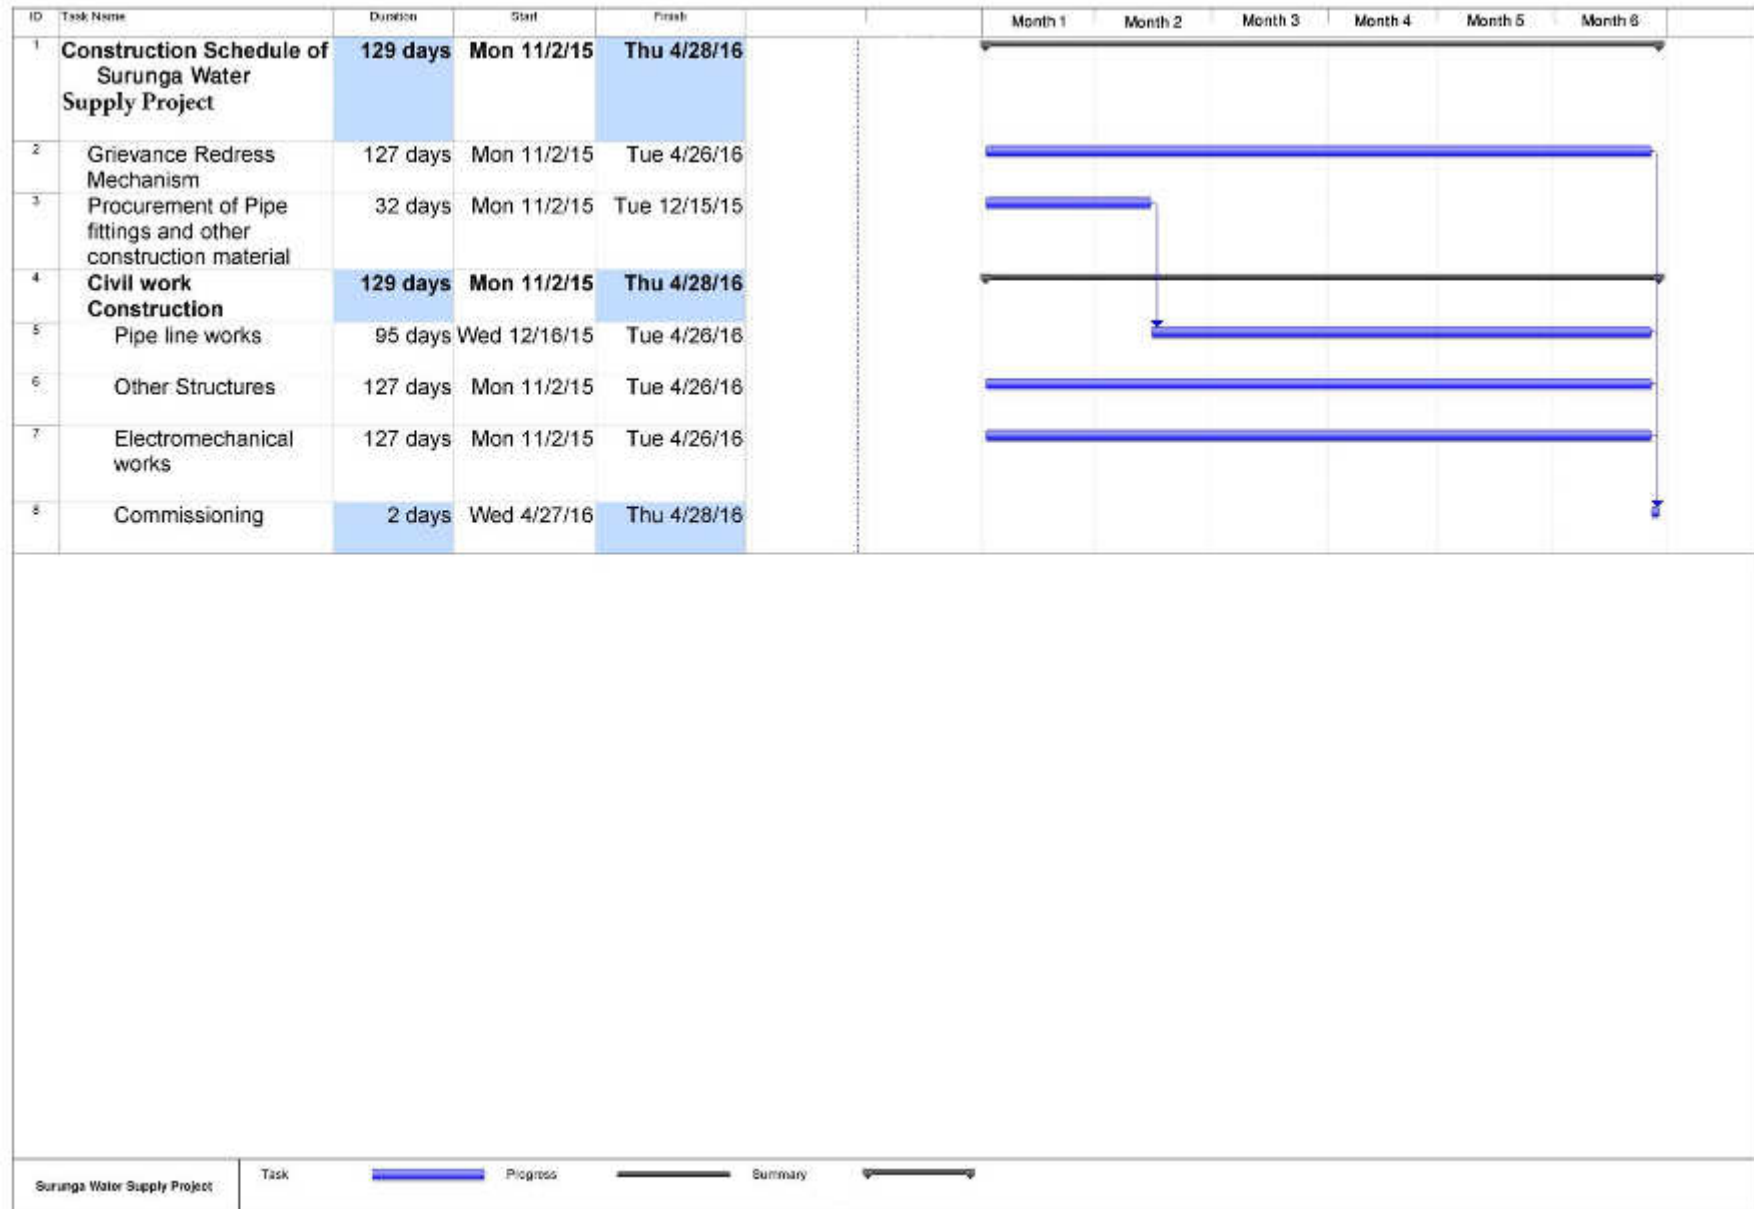 ID Task Name Duration Start Finish Month 1 Month 2 Month 3 Month 4 Month 5 Month 6
1 Construction Schedule of 129 days Mon 11/2/15 Thu 4/28/16
Surunga Water
Supply Project
2 Grievance Redress 127 days Mon 11/2/15 Tue 4/26/16
Mechanism
3 Procurement of Pipe 32 days Mon 11/2/15 Tue 12/15/15
fittings and other
construction material
4 Civil work 129 days Mon 11/2/15 Thu 4/28/16
Construction
5 Pipe line works 95 days Wed 12/16/15 Tue 4/26/16
6 Other Structures 127 days Mon 11/2/15 Tue 4/26/16
7 Electromechanical 127 days Mon 11/2/15 Tue 4/26/16
works
8 Commissioning 2 days Wed 4/27/16 Thu 4/28/16
Surunga Water Supply Project Task Progress Summary